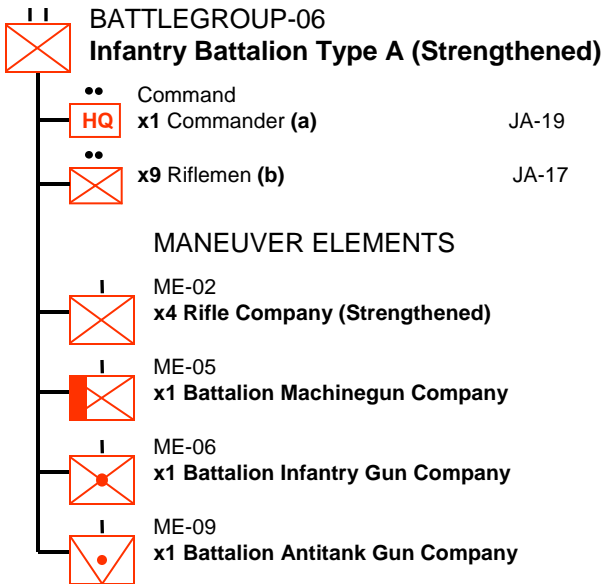 BATTLEGROUP-06
Infantry Battalion Type A (Strengthened)
Command
HQ x1 Commander (a) JA-19
x9 Riflemen (b) JA-17
MANEUVER ELEMENTS
ME-02
x4 Rifle Company (Strengthened)
ME-05
x1 Battalion Machinegun Company
ME-06
x1 Battalion Infantry Gun Company
ME-09
x1 Battalion Antitank Gun Company